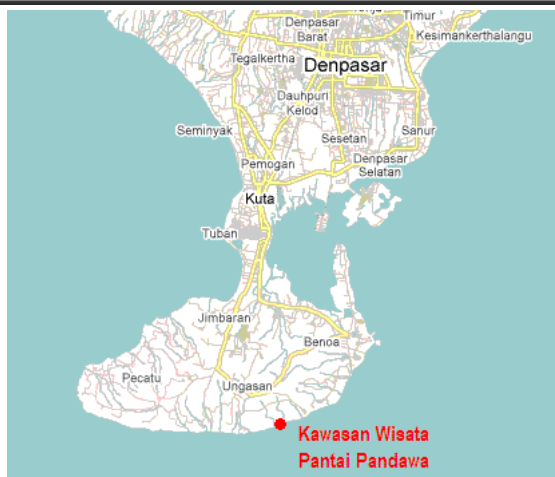 Timur
Denpasar
Barat
Kesimankerthalangu
Tegalkertha
Denpasar
Dauhpuri
Kelod
Seminyak
Sesetan
Sanur
Pemogan
Denpasar
Selatan
Kuta
Tuban
Jimbaran
Benoa
Pecatu
Ungasan
Kawasan Wisata
Pantai Pandawa